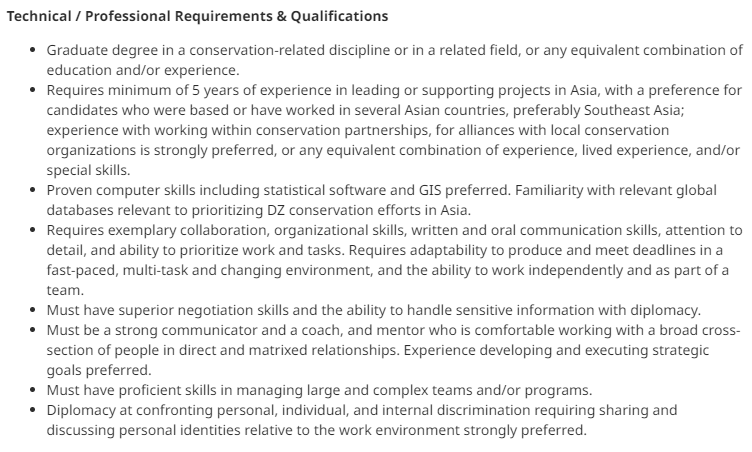 Technical / Professional Requirements & Qualifications
• Graduate degree in a conservation-related discipline or in a related field, or any equivalent combination of
education and/or experience.
• Requires minimum of 5 years of experience in leading or supporting projects in Asia, with a preference for
candidates who were based or have worked in several Asian countries, preferably Southeast Asia;
experience with working within conservation partnerships, for alliances with local conservation
organizations is strongly preferred, or any equivalent combination of experience, lived experience, and/or
special skills.
• Proven computer skills including statistical software and GIS preferred. Familiarity with relevant global
databases relevant to prioritizing DZ conservation efforts in Asia.
• Requires exemplary collaboration, organizational skills, written and oral communication skills, attention to
detail, and ability to prioritize work and tasks. Requires adaptability to produce and meet deadlines in a
fast-paced, multi-task and changing environment, and the ability to work independently and as part of a
team.
• Must have superior negotiation skills and the ability to handle sensitive information with diplomacy.
• Must be a strong communicator and a coach, and mentor who is comfortable working with a broad cross-
section of people in direct and matrixed relationships. Experience developing and executing strategic
goals preferred.
• Must have proficient skills in managing large and complex teams and/or programs.
• Diplomacy at confronting personal, individual, and internal discrimination requiring sharing and
discussing personal identities relative to the work environment strongly preferred.